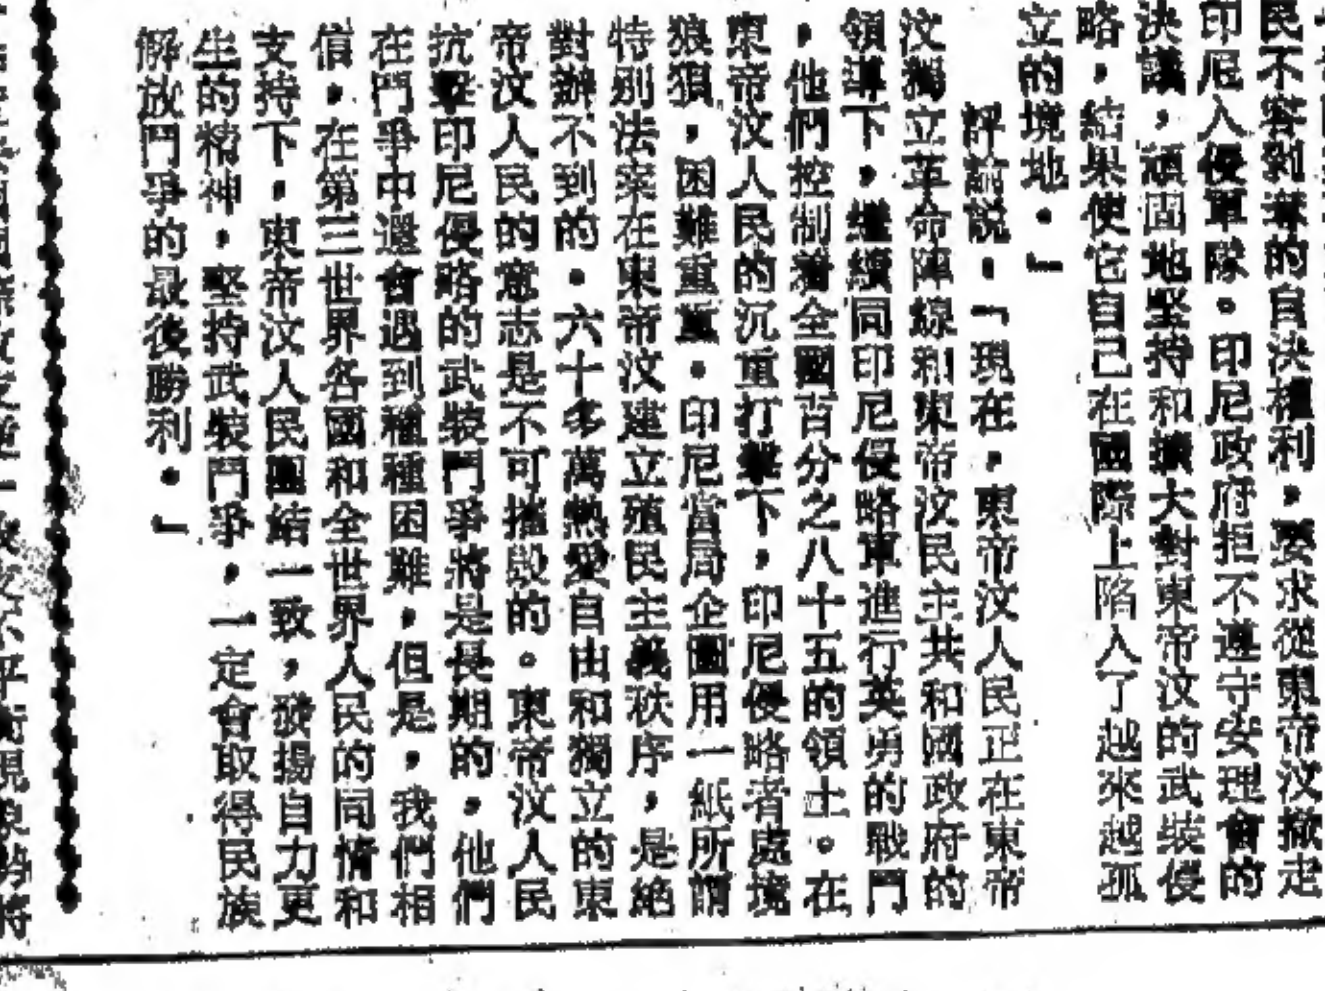 民不容剝奪的自決權利，要求從東帝汶撤走
印尼入侵軍隊。印尼政府拒不遵守安理會的
決議，頑固地堅持和擴大對東帝汶的武裝侵
略，結果使它自己在國際上陷入了越來越孤
立的境地。」
評論說：「現在，東帝汶人民正在東帝
汶獨立革命陣線和東帝汶民主共和國政府的
領導下，繼續同印尼侵略軍進行英勇的戰鬥
，他們控制着全國百分之八十五的領土。在
東帝汶人民的沉重打擊下，印尼侵略者處境
狼狽，困難重重。印尼當局企圖用一紙所謂
特別法案在東帝汶建立殖民主義秩序，是絕
對辦不到的。六十多萬熱愛自由和獨立的東
帝汶人民的意志是不可摧毀的。東帝汶人民
抗擊印尼侵略的武裝鬥爭將是長期的，他們
在鬥爭中還會遇到種種困難，但是，我們相
信，在第三世界各國和全世界人民的同情和
支持下，東帝汶人民團結一致，發揚自力更
生的精神，堅持武裝鬥爭，一定會取得民族
解放鬥爭的最後勝利。」